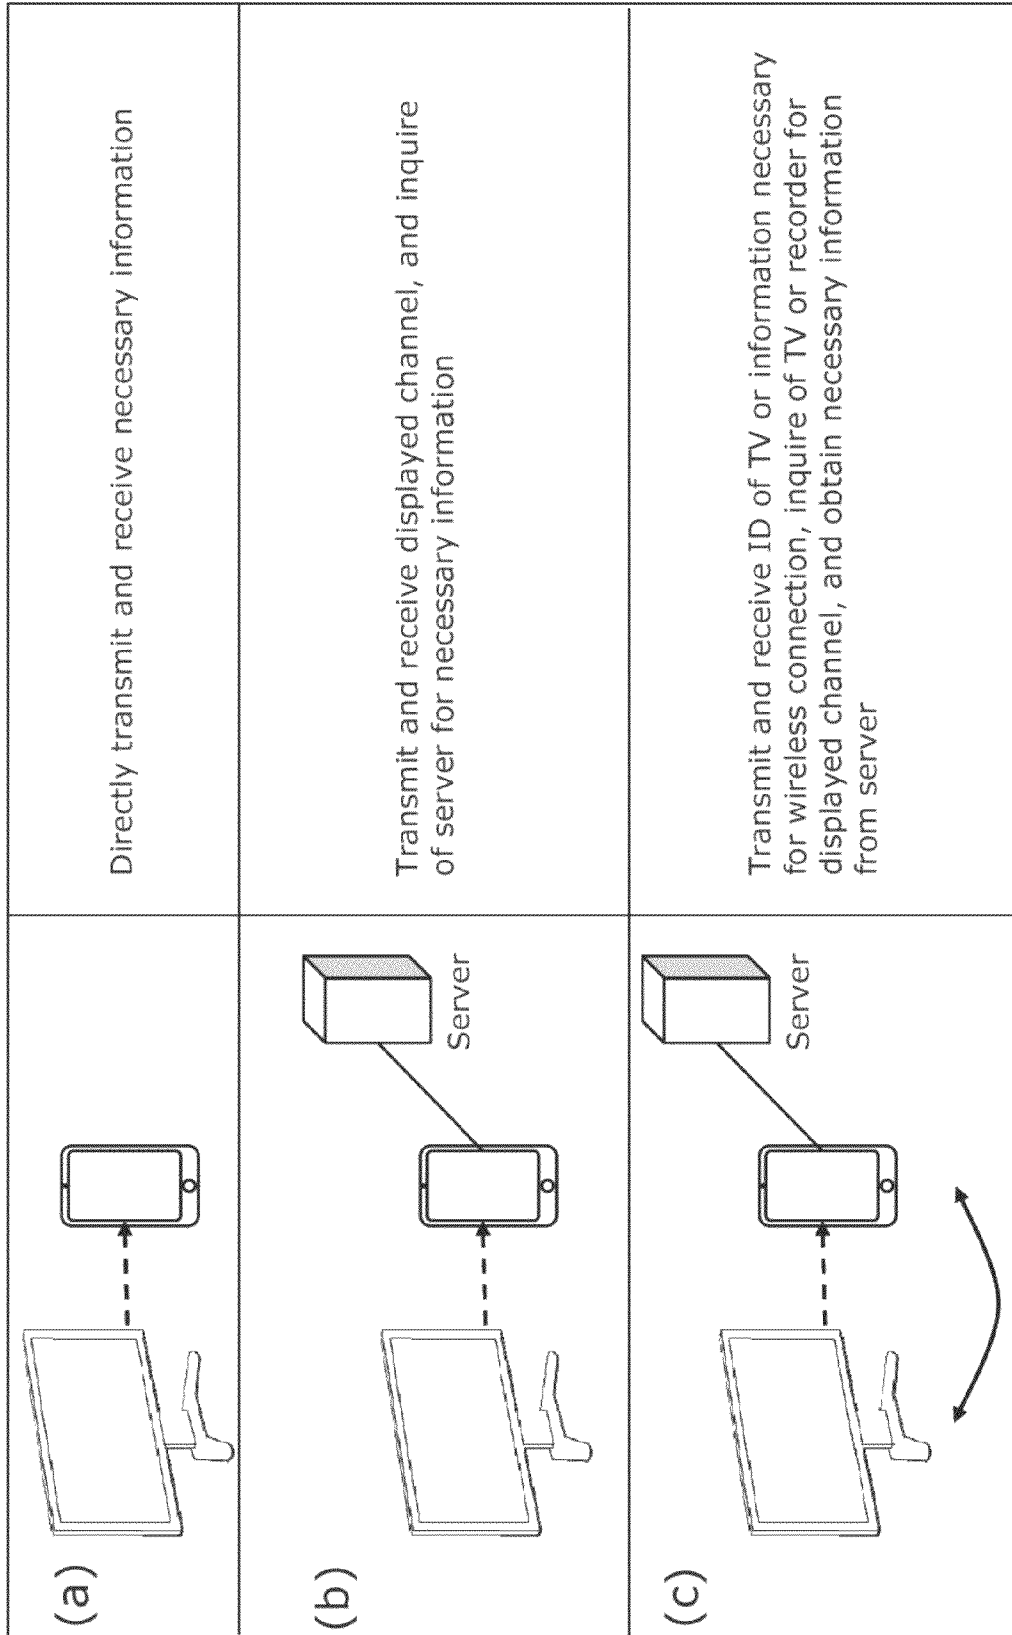 (a)
Directly transmit and receive necessary information
(b)
Server
Transmit and receive displayed channel, and inquire
of server for necessary information
(c)
Server
Transmit and receive ID of TV or information necessary
for wireless connection, inquire of TV or recorder for
displayed channel, and obtain necessary information
from server